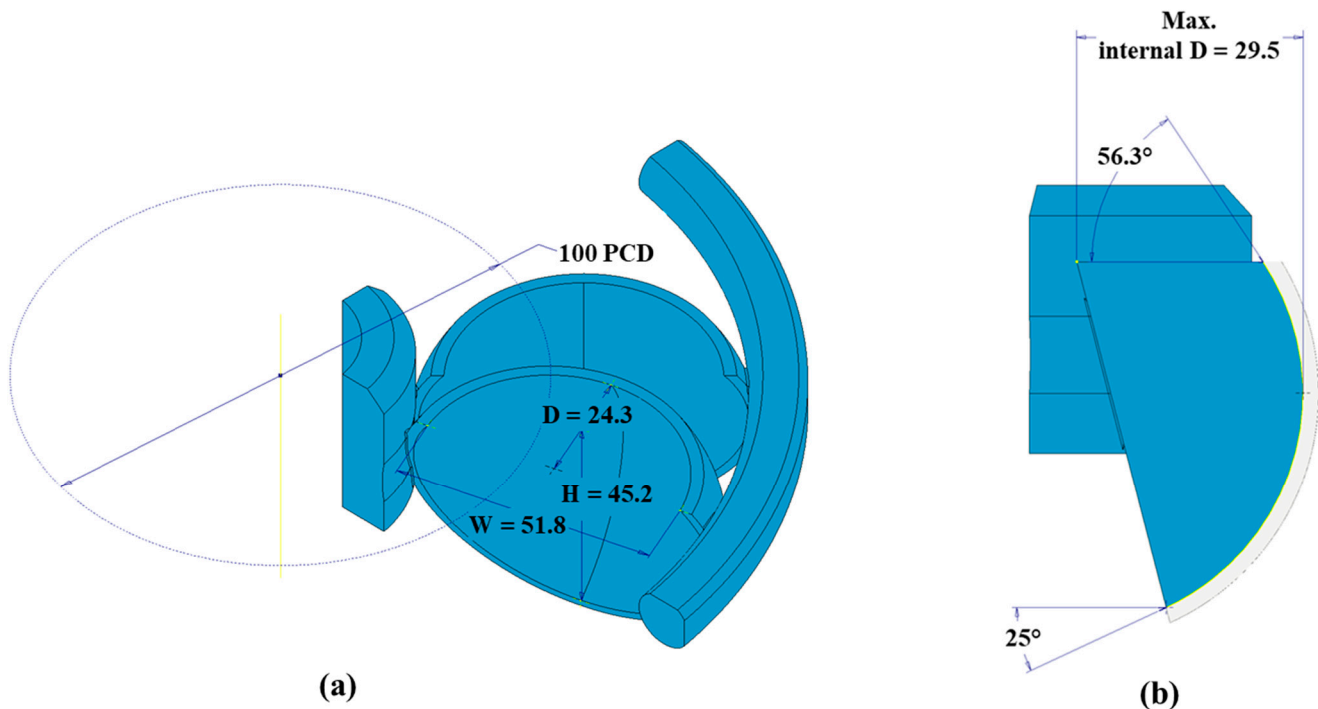 100 PCD
D = 24.3
H = 45.2
W = 51.8
(a)
Max.
internal D = 29.5
56.3°
25°
(b)